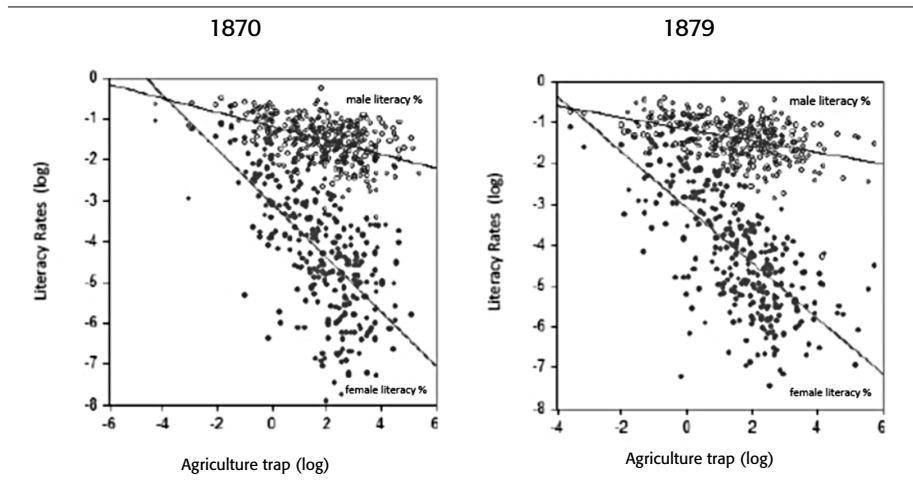 1870
1879
0
-1
-2
-3
-4
-5
-6
-7
-8
Literacy Rates (log)
male literacy %
female literacy %
-6 -4 -2 0 2 4 6
Agriculture trap (log)
0
-1
-2
-3
-4
-5
-6
-7
-8
Literacy Rates (log)
male literacy %
female literacy %
-4 -2 0 2 4 6
Agriculture trap (log)